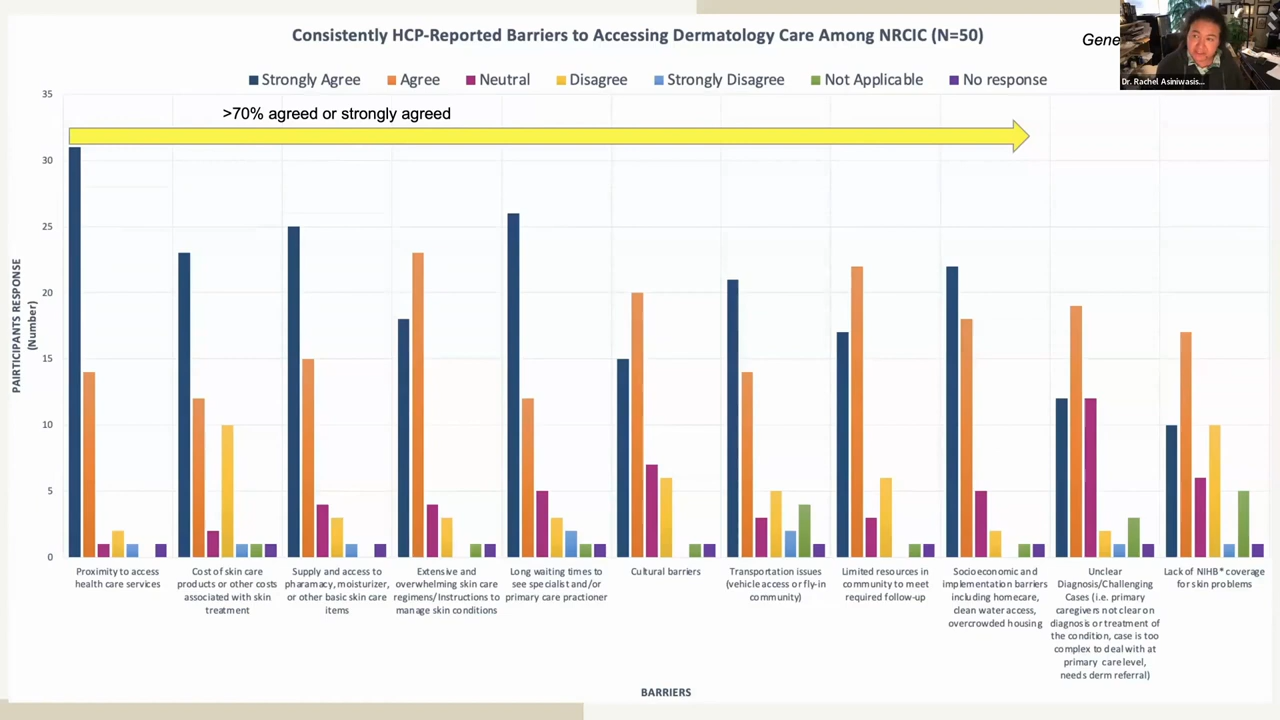 Consistently HCP-Reported Barriers to Accessing Dermatology Care Among NRCIC (N=50)
Gene
Dr. Rachel Asiniwasis...
Strongly Agree
Agree
Neutral
Disagree
Strongly Disagree
Not Applicable
No response
>70% agreed or strongly agreed
35
30
25
20
15
10
5
0
PAIRTICIPANTS RESPONSE
(Number)
Proximity to access
health care services
Cost of skin care
products or other costs
associated with skin
treatment
Supply and access to
pharamacy, moisturizer,
or other basic skin care
items
Extensive and
overwhelming skin care
regimens/Instructions to
manage skin conditions
Long waiting times to
see specialist and/or
primary care practioner
Cultural barriers
Transportation issues
(vehicle access or fly-in
community)
Limited resources in
community to meet
required follow-up
Socioeconomic and
implementation barriers
including homecare,
clean water access,
overcrowded housing
Unclear
Diagnosis/Challenging
Cases (i.e. primary
caregivers not clear on
diagnosis or treatment of
the condition, case is too
complex to deal with at
primary care level,
needs derm referral)
Lack of NIHB* coverage
for skin problems
BARRIERS